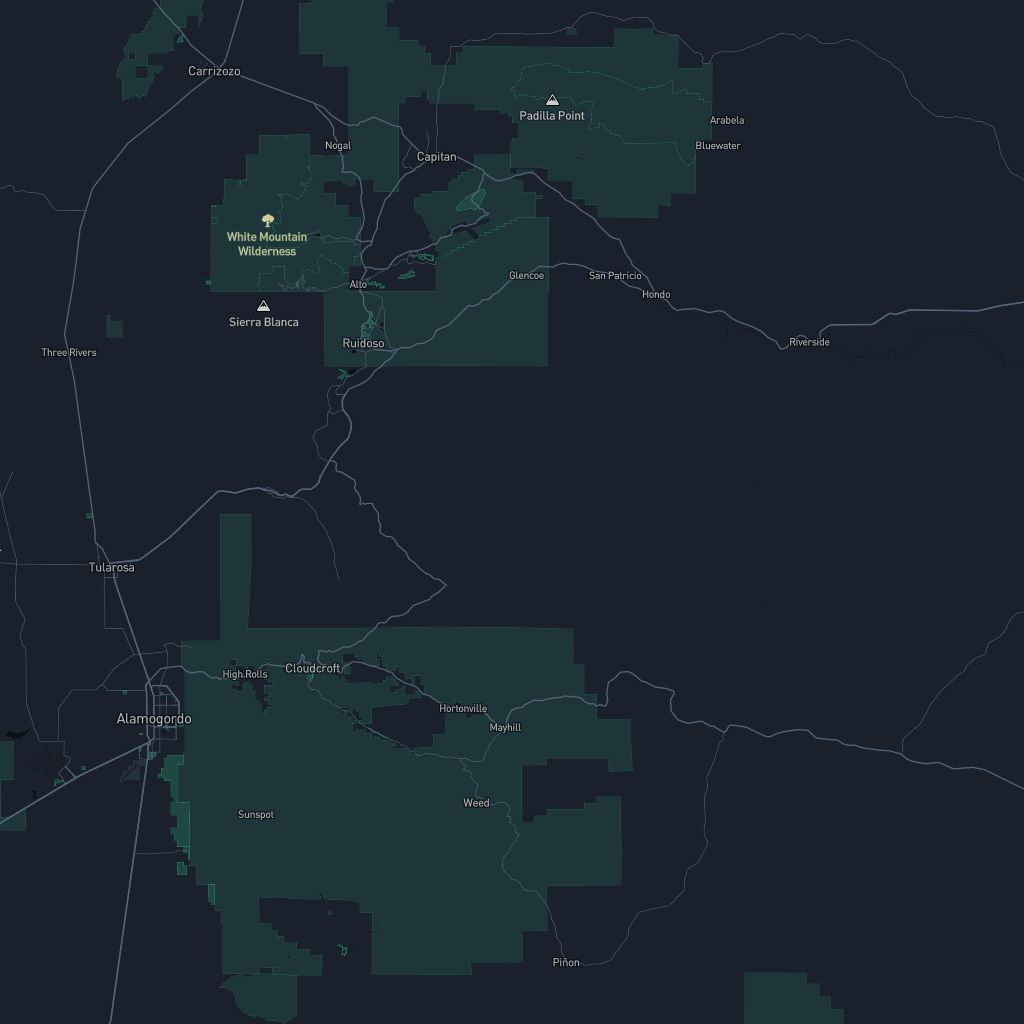 Carrizozo
Padilla Point
Arabela
Nogal
Bluewater
Capitan
White Mountain
Wilderness
Glencoe
San Patricio
Alto
Hondo
Sierra Blanca
Ruidoso
Riverside
Three Rivers
Tularosa
Cloudcroft
High Rolls
Hortonville
Alamogordo
Mayhill
Weed
Sunspot
Piñon